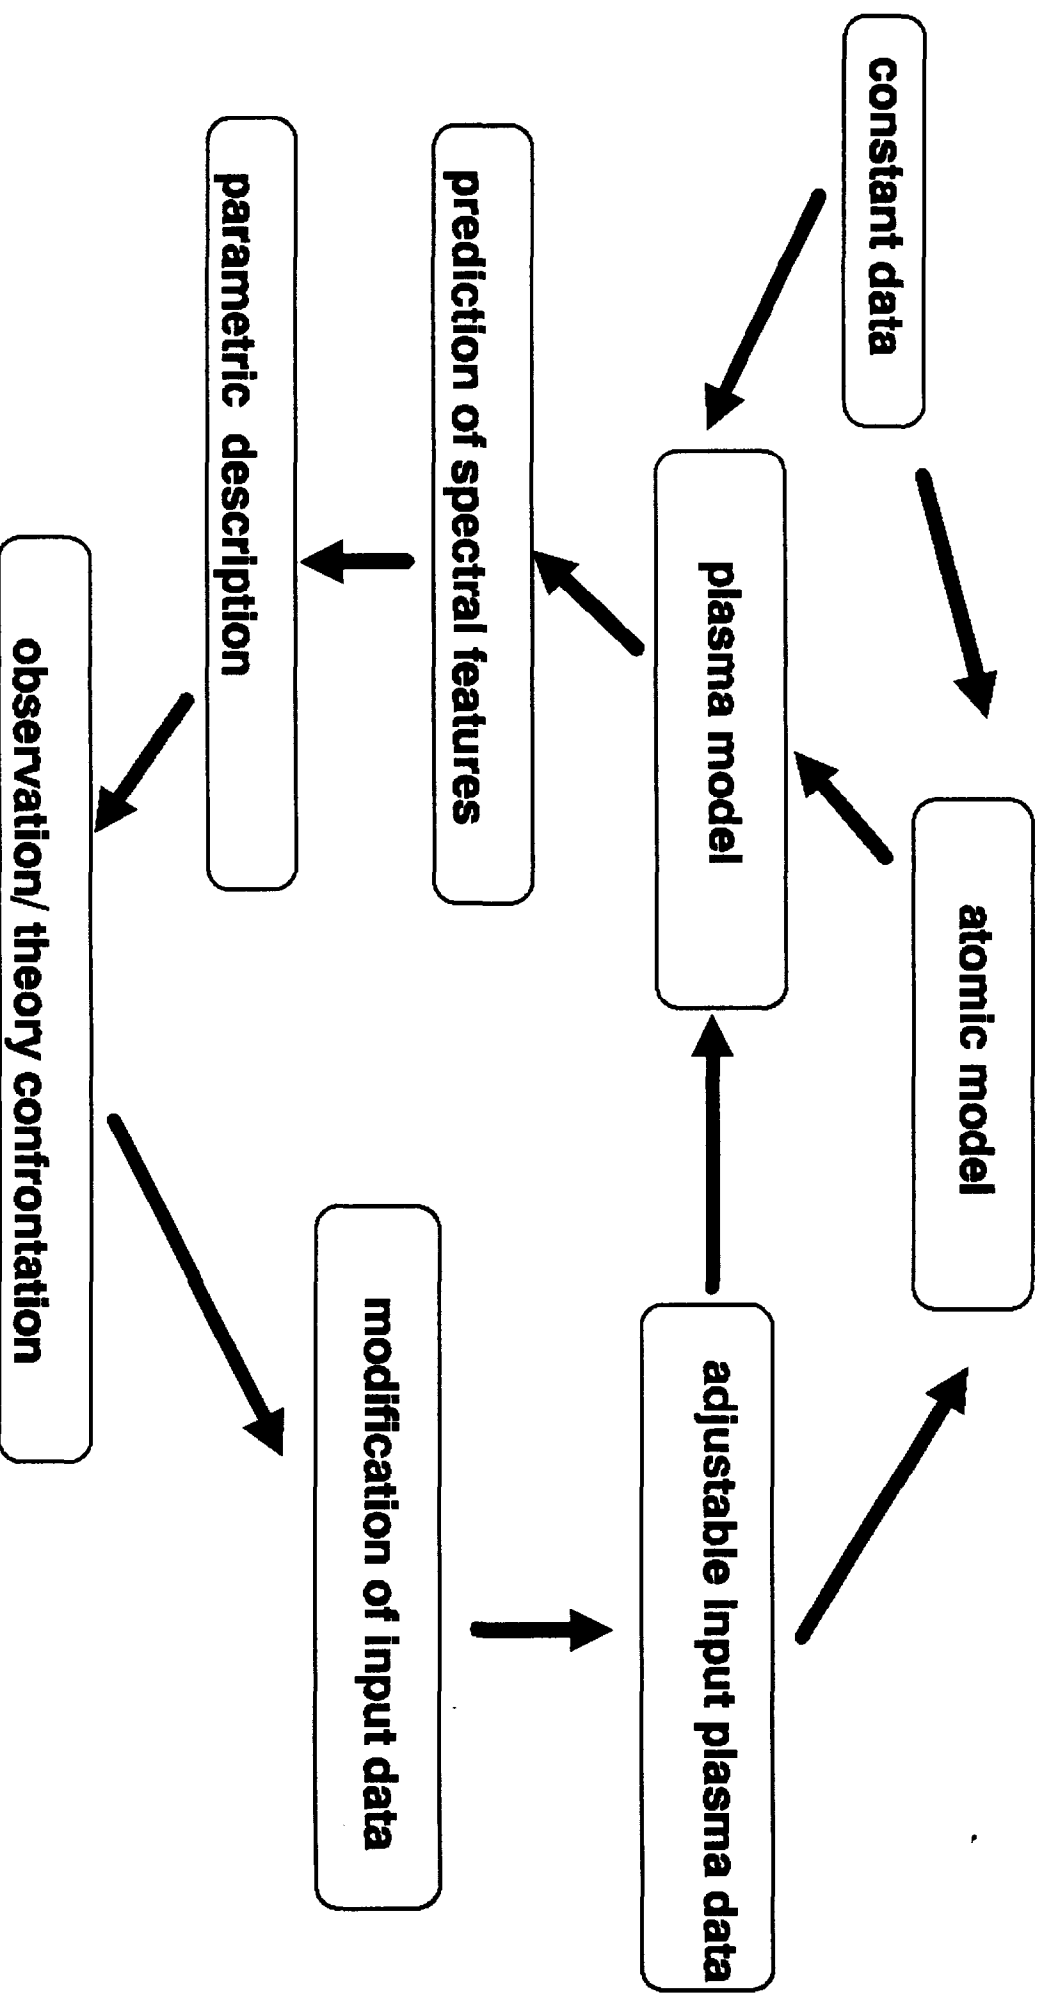 atomic model
constant data
plasma model
adjustable input plasma data
prediction of spectral features
modification of input data
parametric description
observation/ theory confrontation